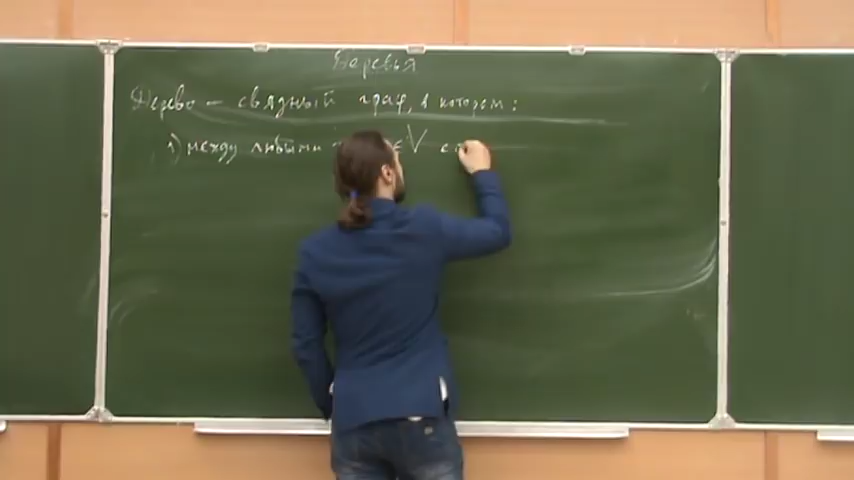 Деревья
Дерево — связный граф, в котором:
1) между любыми ∈ V